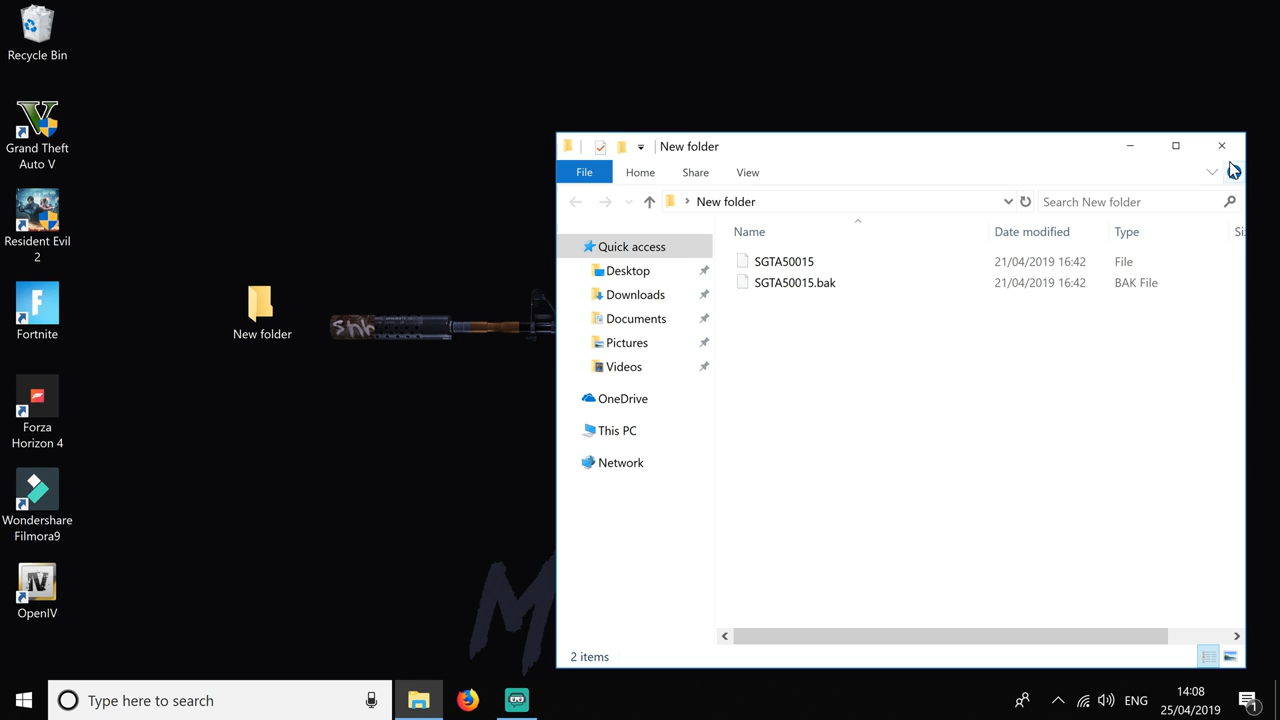 Recycle Bin
Grand Theft
Auto V
Resident Evil
2
Fortnite
Forza
Horizon 4
Wondershare
Filmora9
OpenIV
New folder
Shh
New folder
File Home Share View
New folder
Search New folder
Name Date modified Type
SGTA50015 21/04/2019 16:42 File
SGTA50015.bak 21/04/2019 16:42 BAK File
Quick access
Desktop
Downloads
Documents
Pictures
Videos
OneDrive
This PC
Network
2 items
Type here to search
ENG
14:08
25/04/2019
1